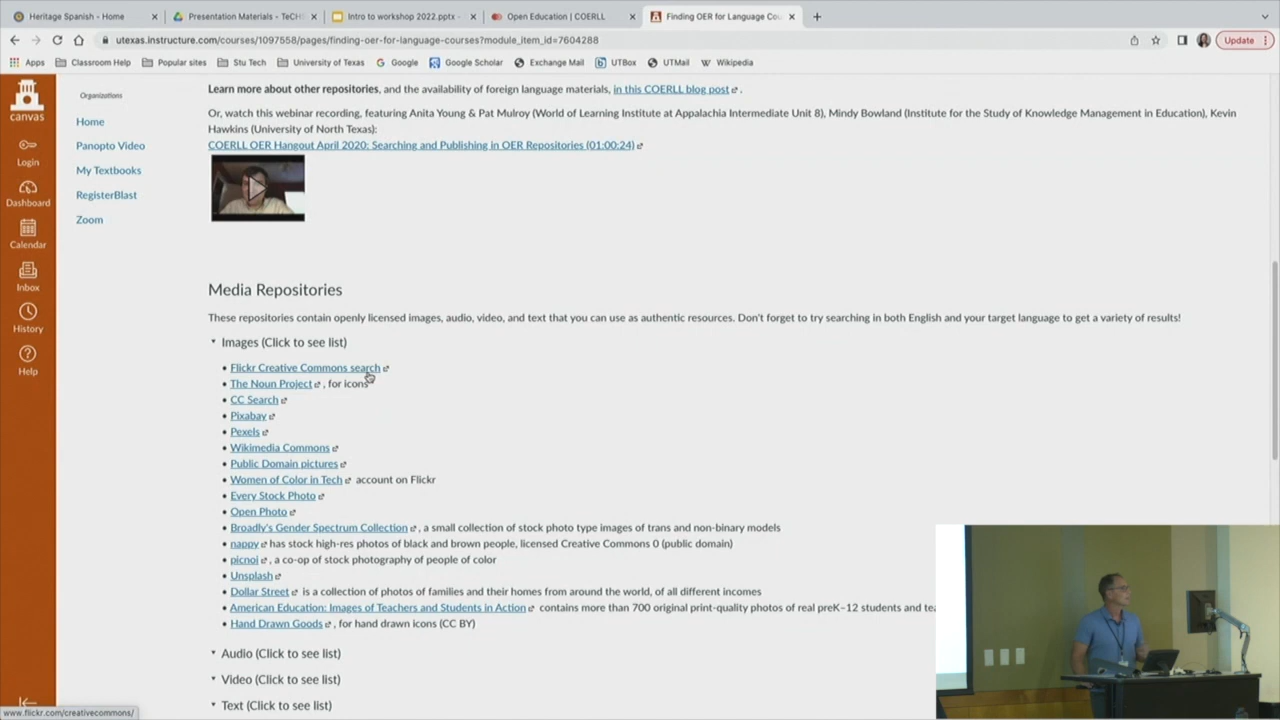 Heritage Spanish - Home
Presentation Materials - TeCH
Intro to workshop 2022.pptx -
Open Education | COERLL
Finding OER for Language Cou
utexas.instructure.com/courses/1097558/pages/finding-oer-for-language-courses?module_item_id=7604288
Update
Apps
Classroom Help
Popular sites
Stu Tech
University of Texas
Google
Google Scholar
Exchange Mail
UTBox
UTMail
Wikipedia
canvas
Login
Dashboard
Calendar
Inbox
History
Help
Organizations
Home
Panopto Video
My Textbooks
RegisterBlast
Zoom
Learn more about other repositories, and the availability of foreign language materials, in this COERLL blog post.
Or, watch this webinar recording, featuring Anita Young & Pat Mulroy (World of Learning Institute at Appalachia Intermediate Unit 8), Mindy Bowland (Institute for the Study of Knowledge Management in Education), Kevin
Hawkins (University of North Texas):
COERLL OER Hangout April 2020: Searching and Publishing in OER Repositories (01:00:24)
Media Repositories
These repositories contain openly licensed images, audio, video, and text that you can use as authentic resources. Don't forget to try searching in both English and your target language to get a variety of results!
Images (Click to see list)
• Flickr Creative Commons search
• The Noun Project, for icons
• CC Search
• Pixabay
• Pexels
• Wikimedia Commons
• Public Domain pictures
• Women of Color in Tech account on Flickr
• Every Stock Photo
• Open Photo
• Broadly's Gender Spectrum Collection, a small collection of stock photo type images of trans and non-binary models
• nappy has stock high-res photos of black and brown people, licensed Creative Commons 0 (public domain)
• picnoi, a co-op of stock photography of people of color
• Unsplash
• Dollar Street is a collection of photos of families and their homes from around the world, of all different incomes
• American Education: Images of Teachers and Students in Action contains more than 700 original print-quality photos of real preK–12 students and tea
• Hand Drawn Goods, for hand drawn icons (CC BY)
Audio (Click to see list)
Video (Click to see list)
Text (Click to see list)
www.flickr.com/creativecommons/